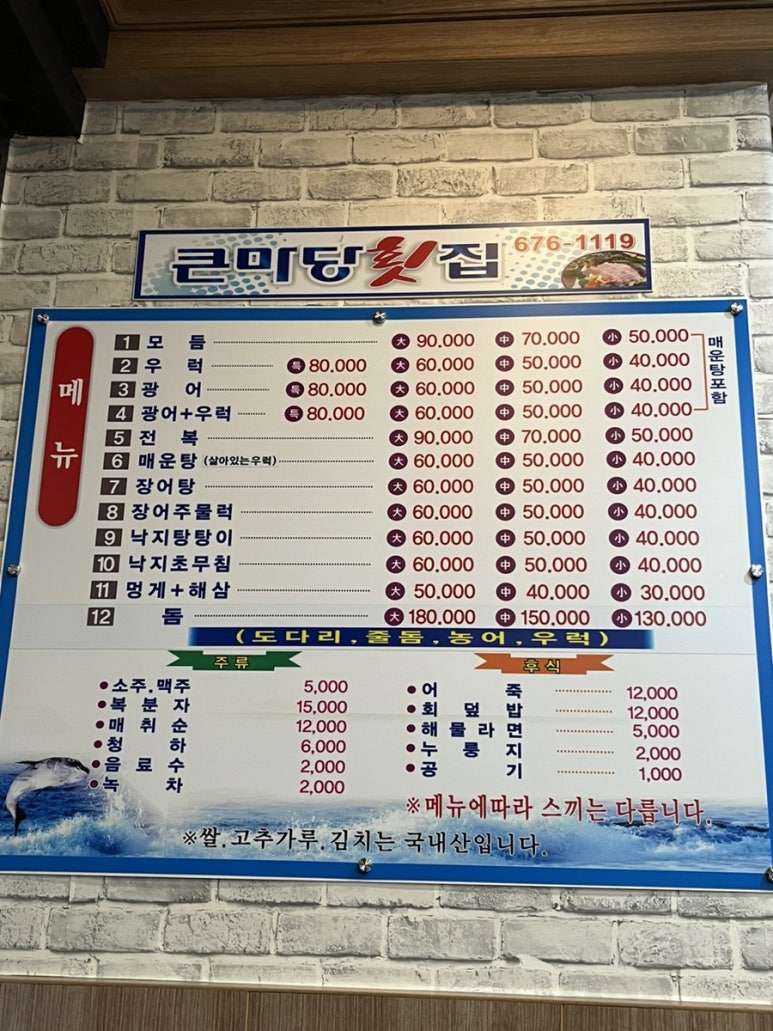 큰마당횟집 676-1119
메뉴
1 모 듬 大 90.000 中 70.000 小 50.000
2 우 럭 특 80.000 大 60.000 中 50.000 小 40.000
3 광 어 특 80.000 大 60.000 中 50.000 小 40.000
4 광어+우럭 특 80.000 大 60.000 中 50.000 小 40.000
매운탕포함
5 전 복 大 90.000 中 70.000 小 50.000
6 매운탕 (살아있는우럭) 大 60.000 中 50.000 小 40.000
7 장어탕 大 60.000 中 50.000 小 40.000
8 장어주물럭 大 60.000 中 50.000 小 40.000
9 낙지탕탕이 大 60.000 中 50.000 小 40.000
10 낙지초무침 大 60.000 中 50.000 小 40.000
11 멍게+해삼 大 50.000 中 40.000 小 30.000
12 돔 大 180.000 中 150.000 小 130.000
(도다리,줄돔,농어,우럭)
주류
소주.맥주 5,000
복 분 자 15,000
매 취 순 12,000
청 하 6,000
음 료 수 2,000
녹 차 2,000
후식
어 죽 12,000
회 덮 밥 12,000
해 물 라 면 5,000
누 룽 지 2,000
공 기 1,000
※메뉴에따라 스끼는 다릅니다.
※쌀.고추가루.김치는 국내산입니다.